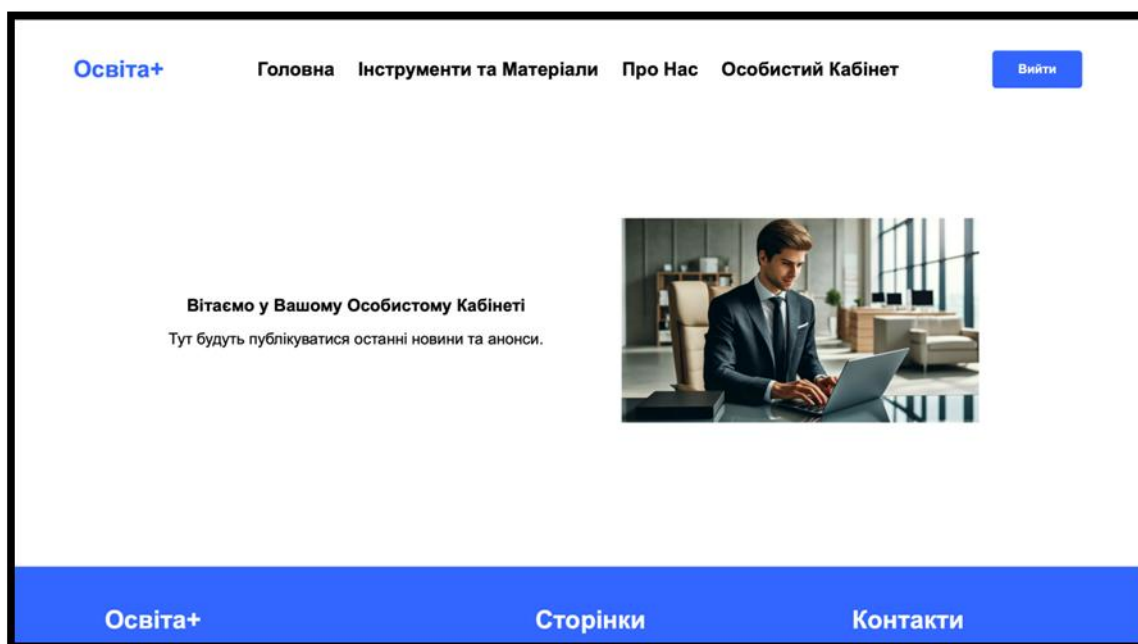 Освіта+
Головна Інструменти та Матеріали Про Нас Особистий Кабінет
Вийти
Вітаємо у Вашому Особистому Кабінеті
Тут будуть публікуватися останні новини та анонси.
Освіта+
Сторінки
Контакти